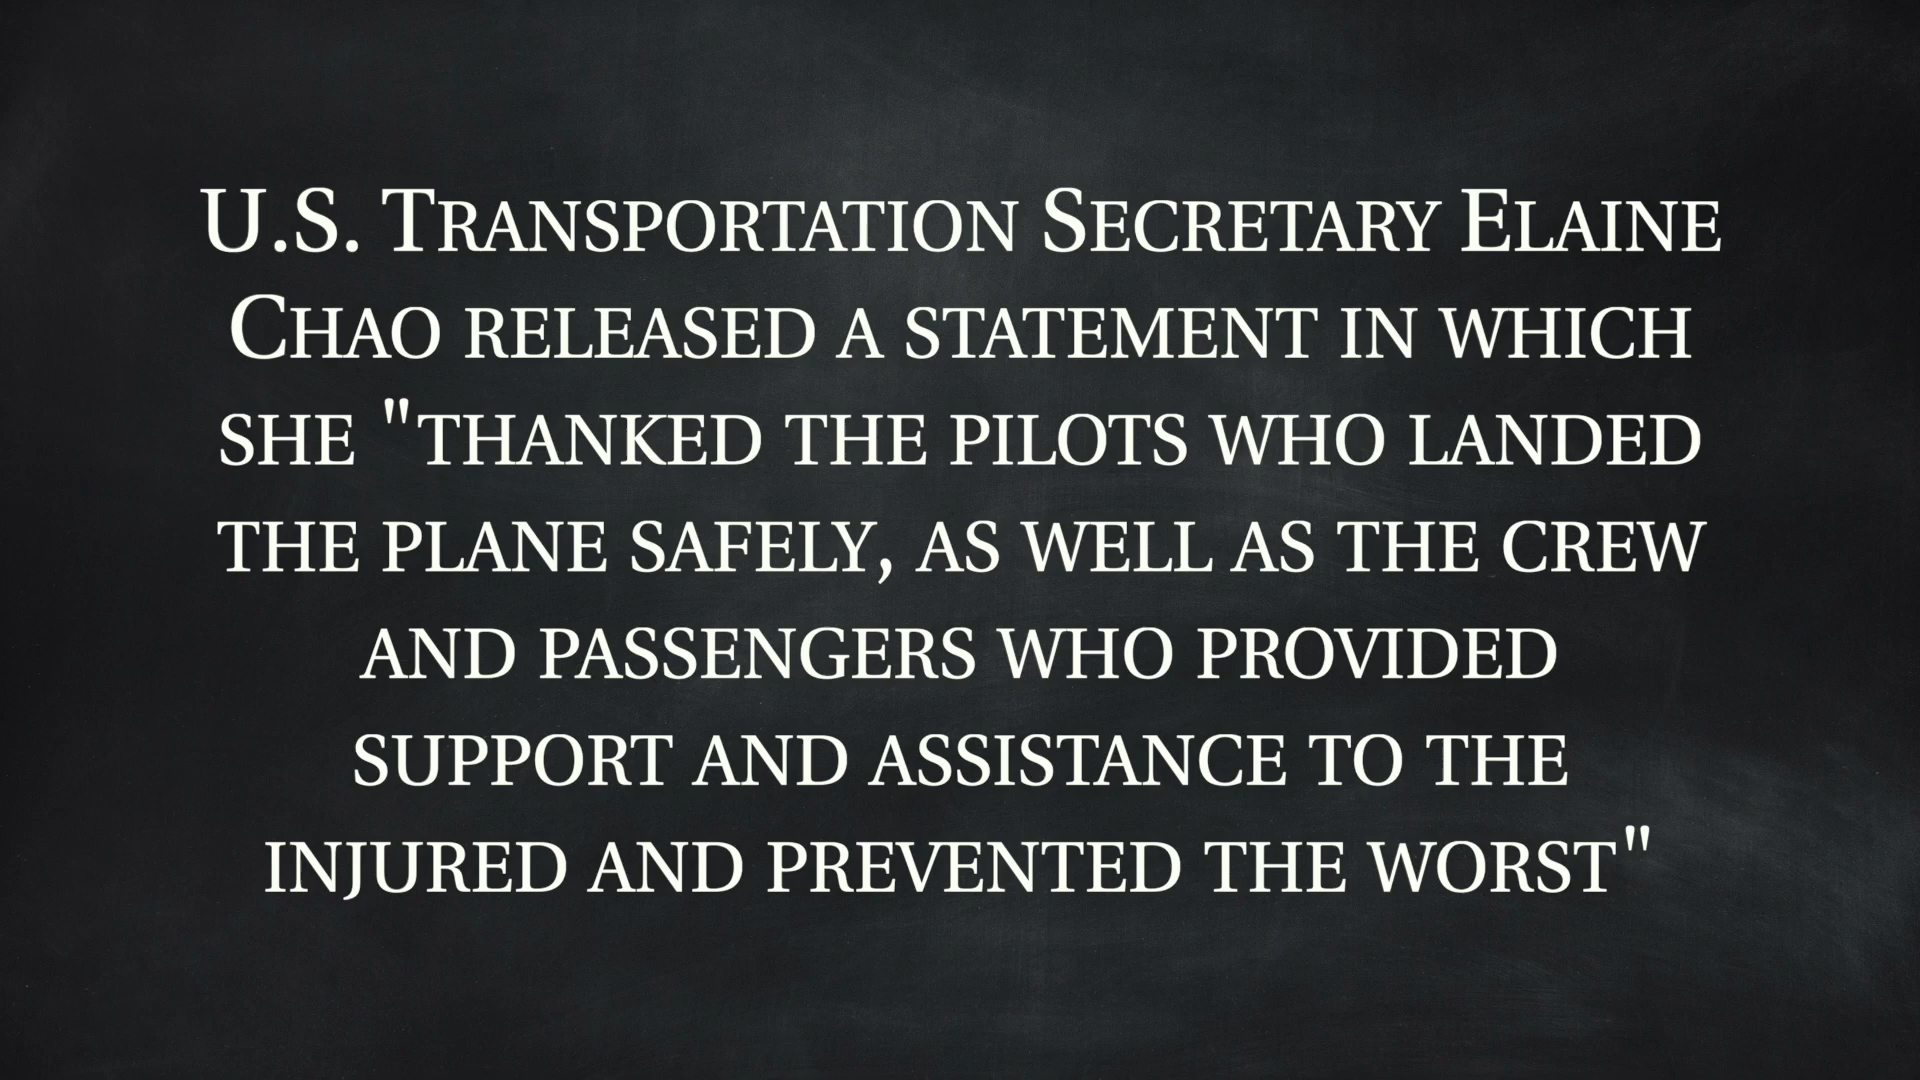 U.S. Transportation Secretary Elaine
Chao released a statement in which
she "thanked the pilots who landed
the plane safely, as well as the crew
and passengers who provided
support and assistance to the
injured and prevented the worst"